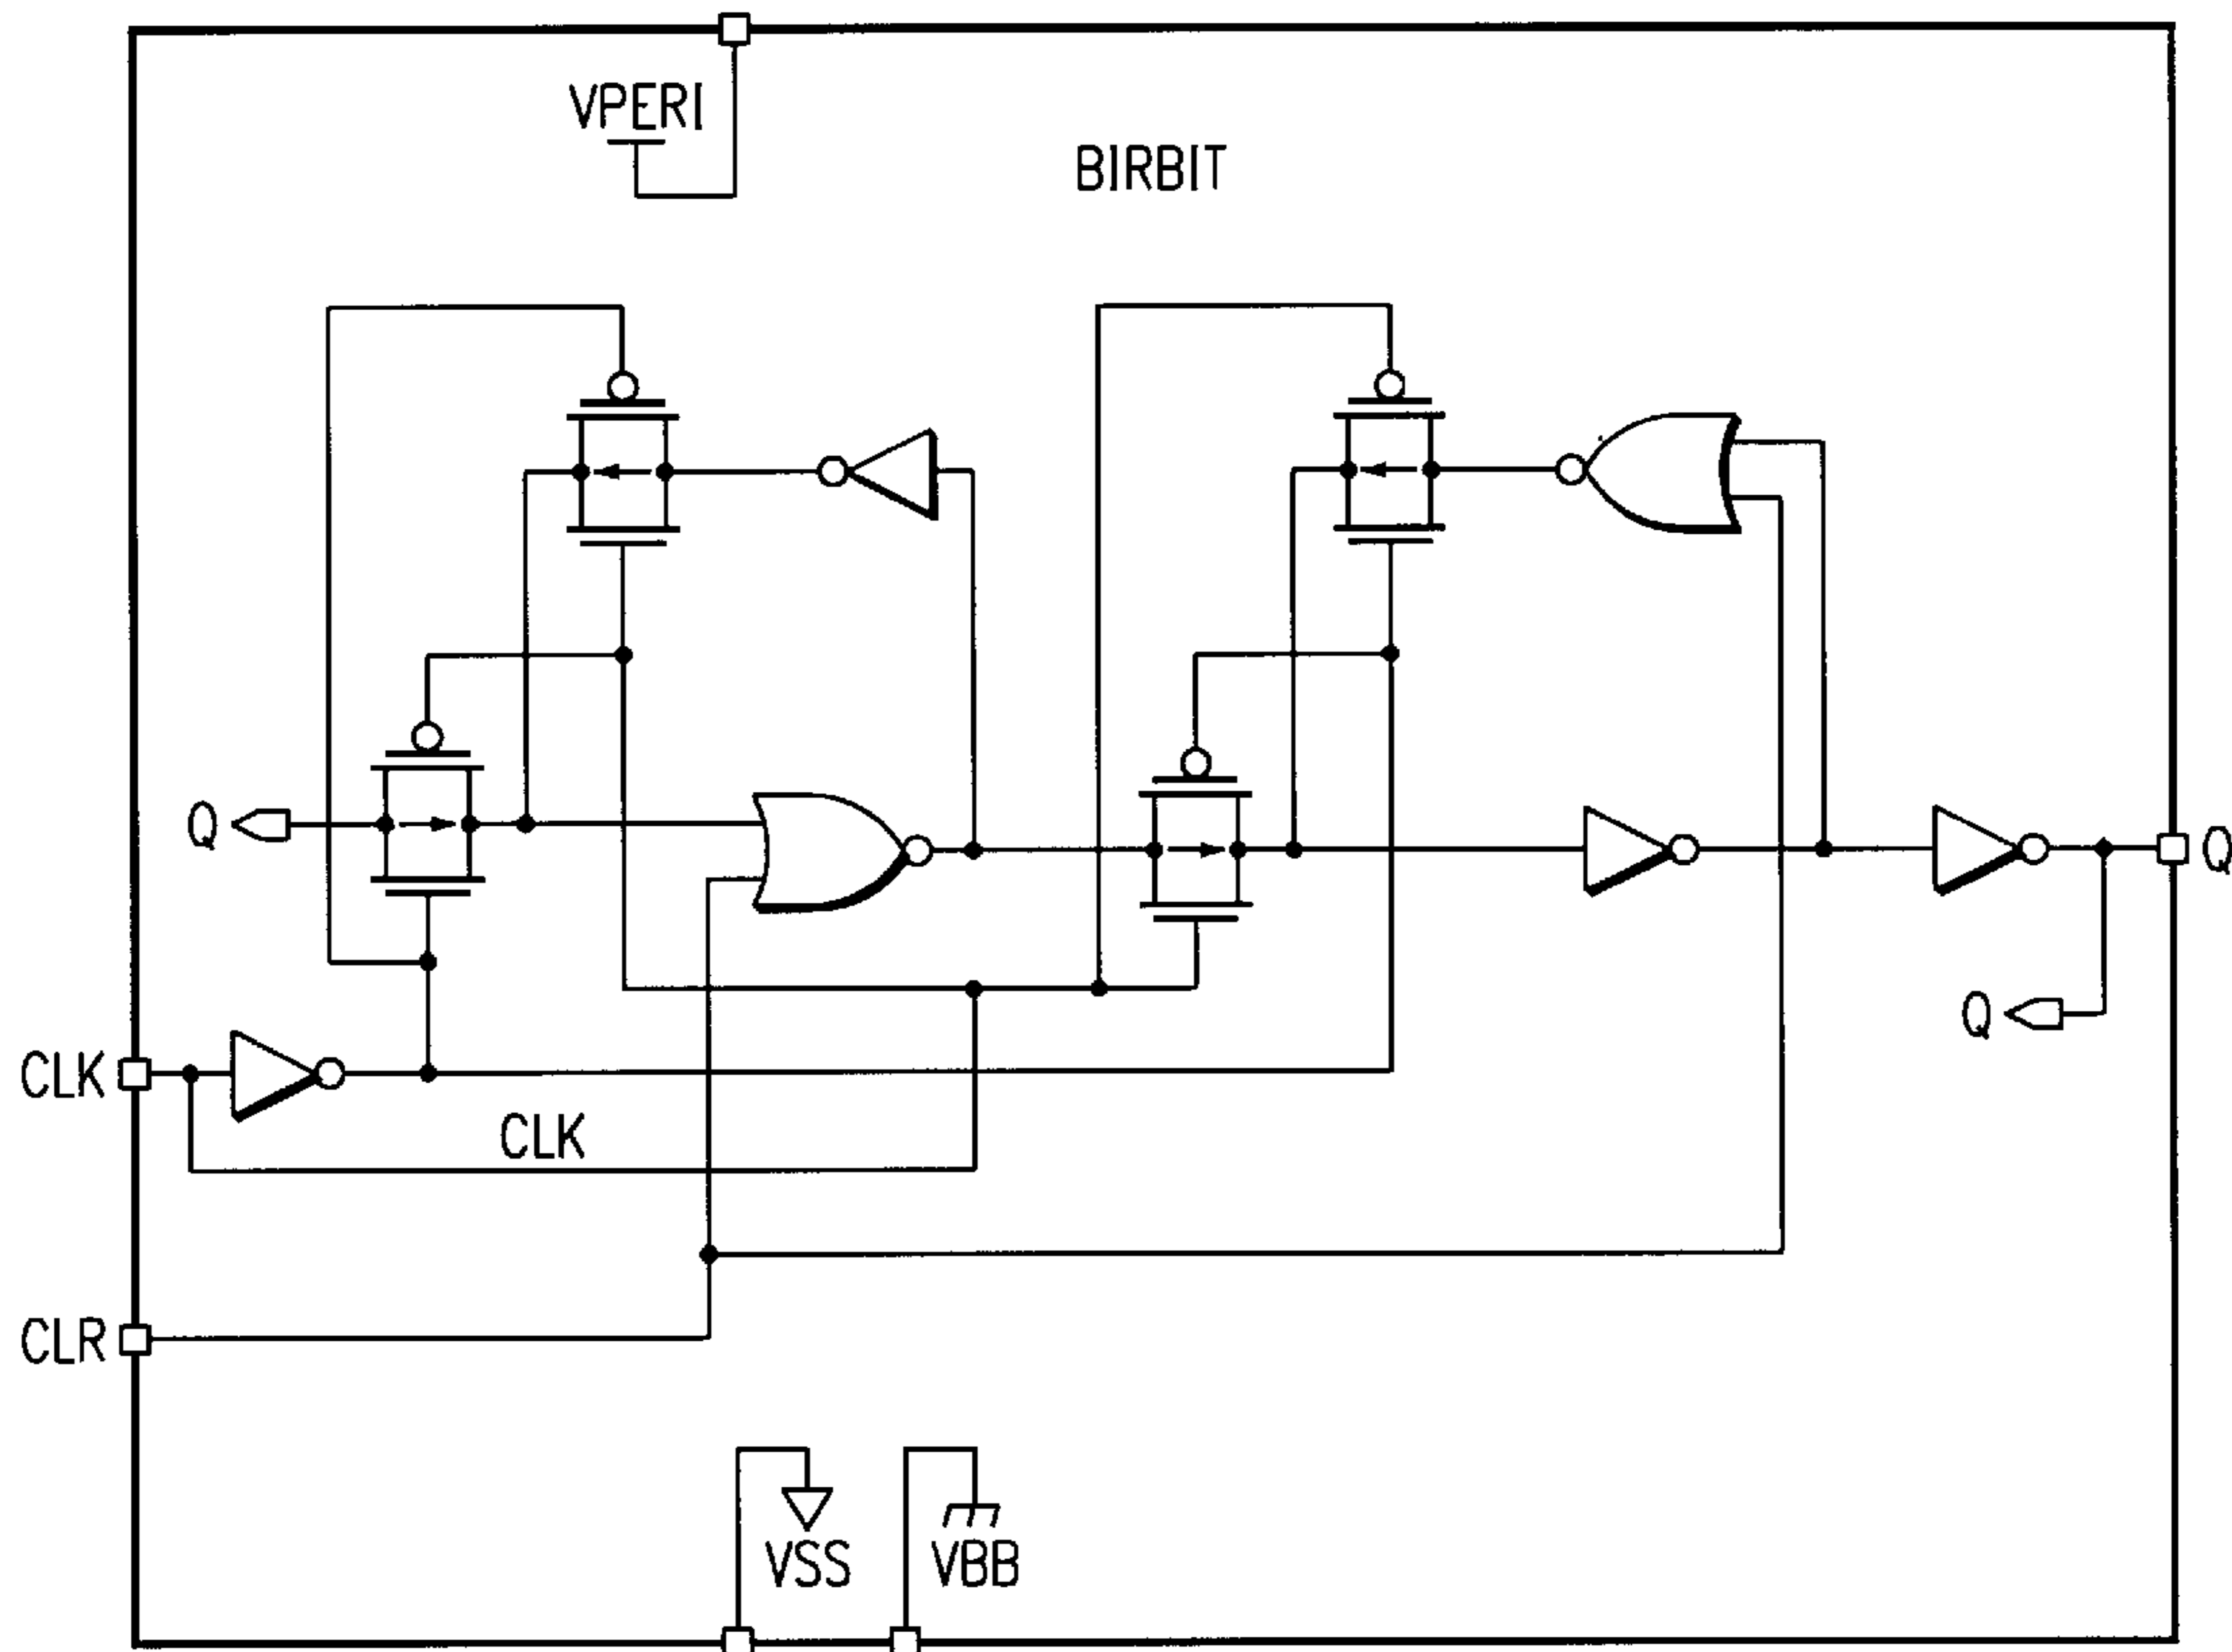 VPERI
BIRBIT
Q
Q
Q
CLK
CLK
CLR
VSS
VBB